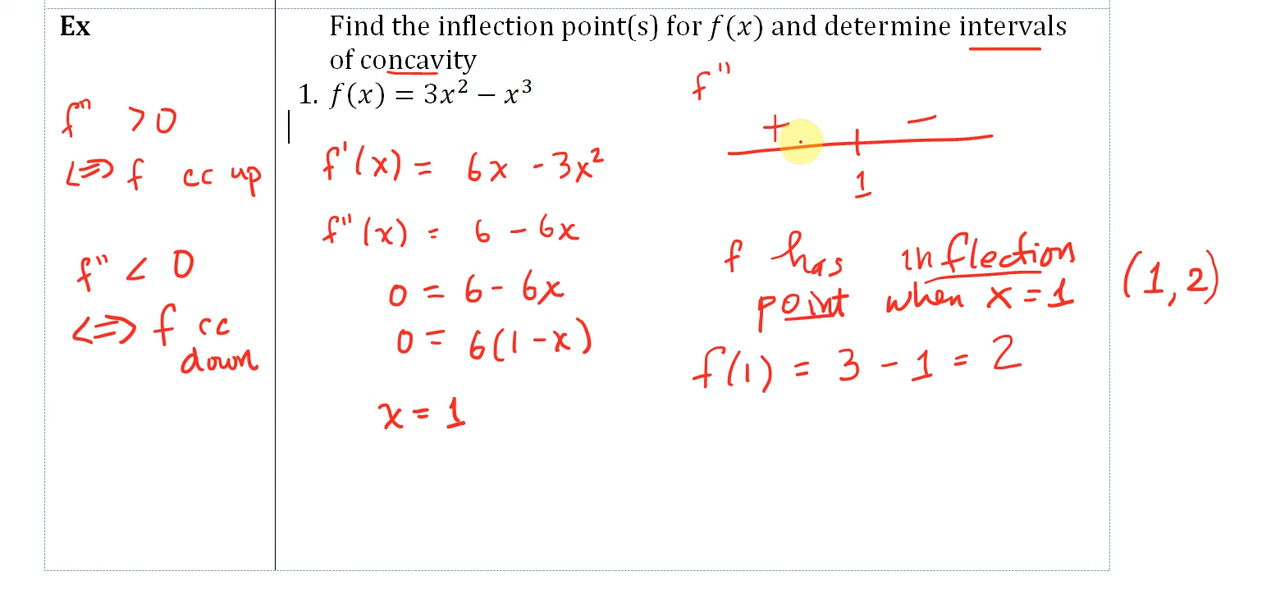 Ex
f" > 0
<=> f cc up
f" < 0
<=> f cc
down
Find the inflection point(s) for f(x) and determine intervals
of concavity
1. f(x) = 3x² − x³
f'(x) = 6x - 3x²
f"(x) = 6 - 6x
0 = 6 - 6x
0 = 6(1-x)
x = 1
f"
+ −
1
f has inflection
point when x = 1 (1,2)
f(1) = 3 - 1 = 2